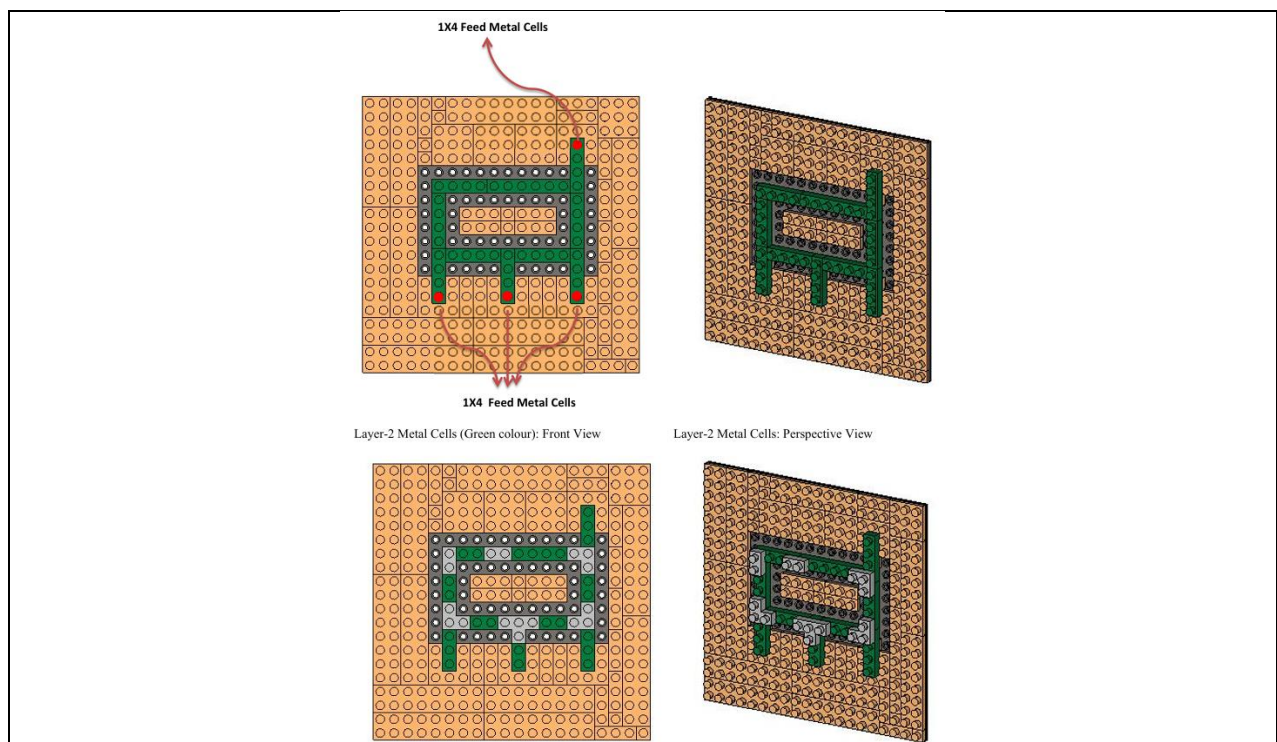 1X4 Feed Metal Cells
1X4 Feed Metal Cells
Layer-2 Metal Cells (Green colour): Front View
Layer-2 Metal Cells: Perspective View